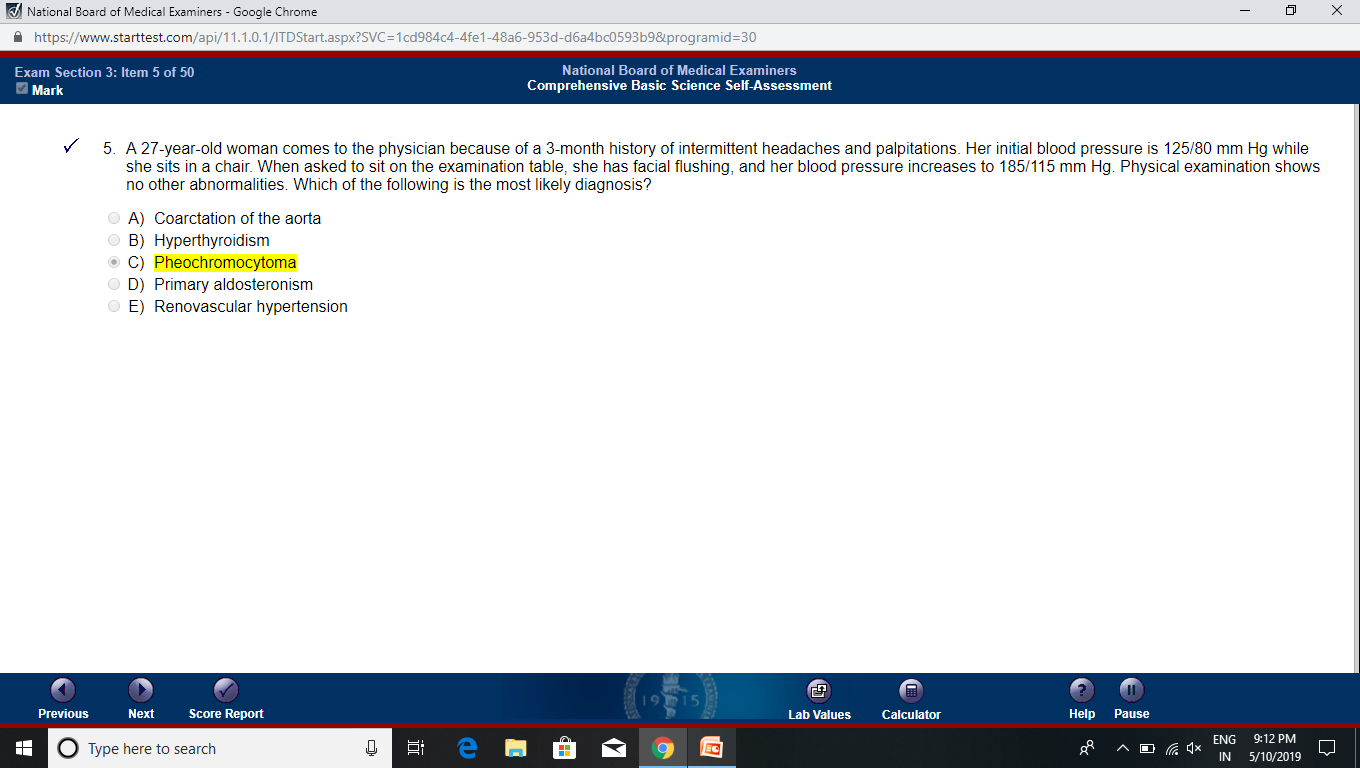 National Board of Medical Examiners - Google Chrome
https://www.starttest.com/api/11.1.0.1/ITDStart.aspx?SVC=1cd984c4-4fe1-48a6-953d-d6a4bc0593b9&programid=30
Exam Section 3: Item 5 of 50
Mark
National Board of Medical Examiners
Comprehensive Basic Science Self-Assessment
5. A 27-year-old woman comes to the physician because of a 3-month history of intermittent headaches and palpitations. Her initial blood pressure is 125/80 mm Hg while
she sits in a chair. When asked to sit on the examination table, she has facial flushing, and her blood pressure increases to 185/115 mm Hg. Physical examination shows
no other abnormalities. Which of the following is the most likely diagnosis?
A) Coarctation of the aorta
B) Hyperthyroidism
C) Pheochromocytoma
D) Primary aldosteronism
E) Renovascular hypertension
19 15
Previous
Next
Score Report
Lab Values
Calculator
Help
Pause
Type here to search
ENG
IN
9:12 PM
5/10/2019